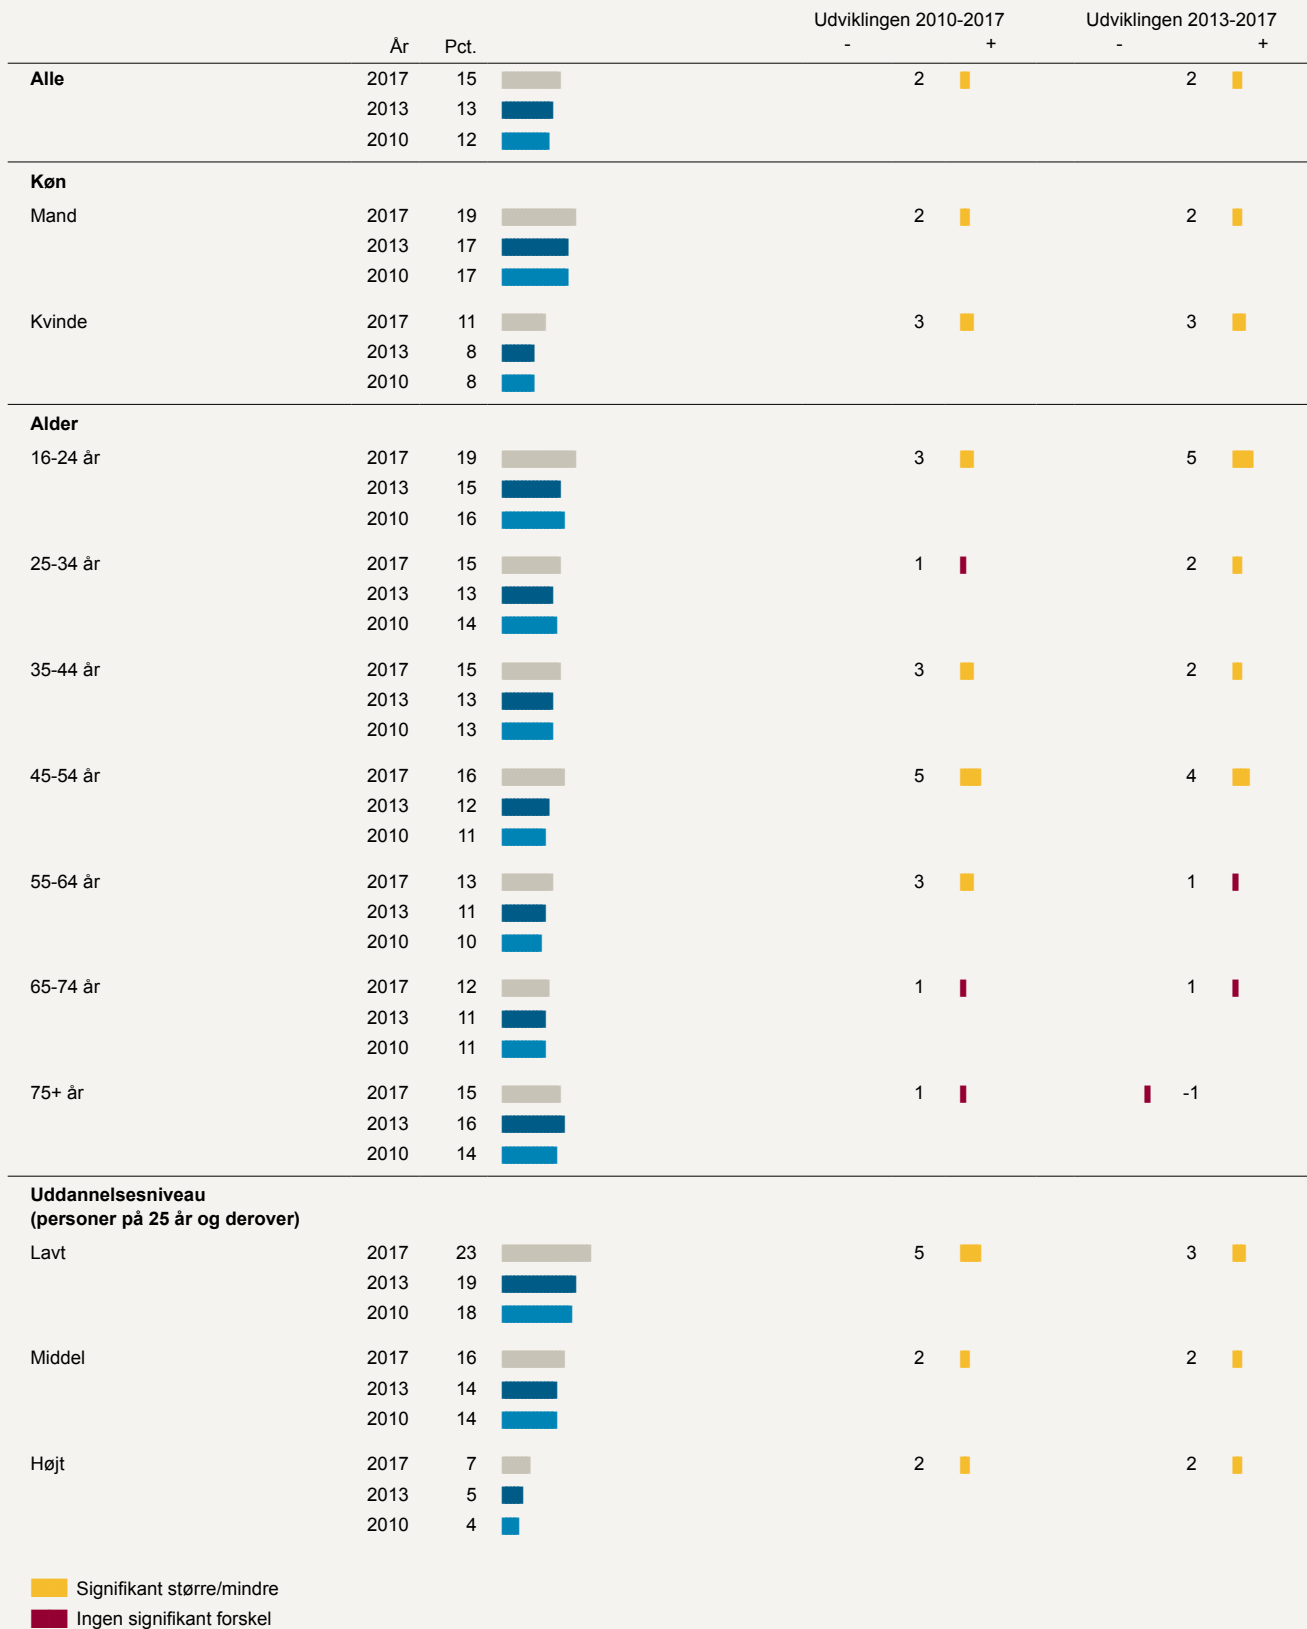 Udviklingen 2010-2017 Udviklingen 2013-2017
År Pct. - + - +
Alle 2017 15 2 2
2013 13
2010 12
Køn
Mand 2017 19 2 2
2013 17
2010 17
Kvinde 2017 11 3 3
2013 8
2010 8
Alder
16-24 år 2017 19 3 5
2013 15
2010 16
25-34 år 2017 15 1 2
2013 13
2010 14
35-44 år 2017 15 3 2
2013 13
2010 13
45-54 år 2017 16 5 4
2013 12
2010 11
55-64 år 2017 13 3 1
2013 11
2010 10
65-74 år 2017 12 1 1
2013 11
2010 11
75+ år 2017 15 1 -1
2013 16
2010 14
Uddannelsesniveau
(personer på 25 år og derover)
Lavt 2017 23 5 3
2013 19
2010 18
Middel 2017 16 2 2
2013 14
2010 14
Højt 2017 7 2 2
2013 5
2010 4
Signifikant større/mindre
Ingen signifikant forskel